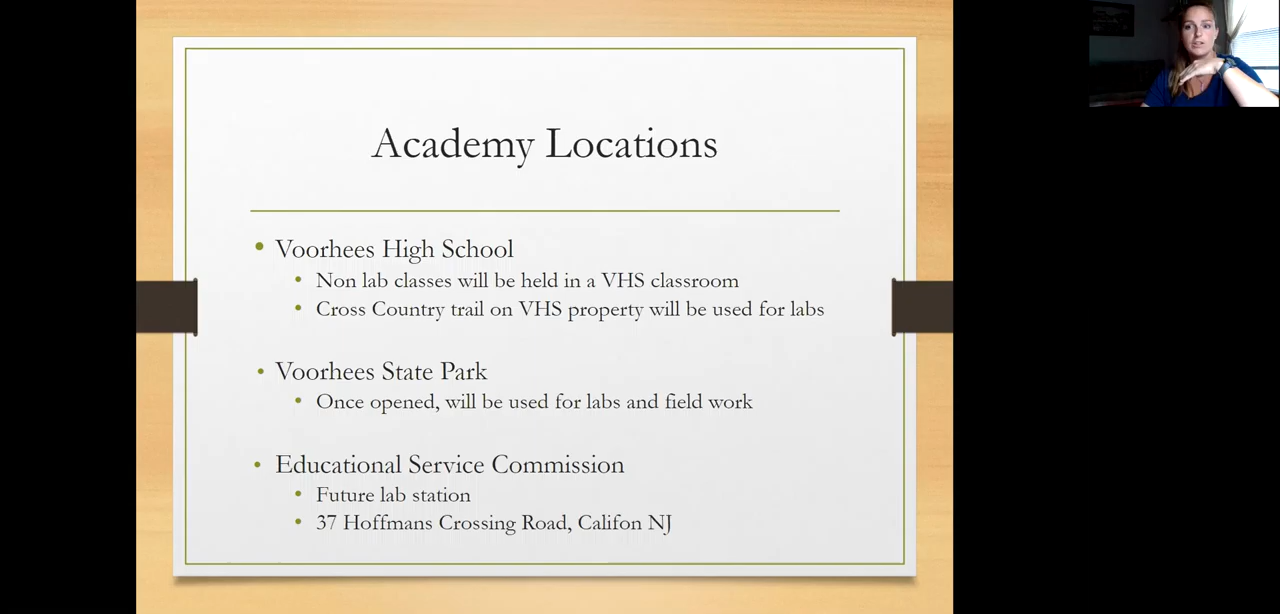 Academy Locations
Voorhees High School
Non lab classes will be held in a VHS classroom
Cross Country trail on VHS property will be used for labs
Voorhees State Park
Once opened, will be used for labs and field work
Educational Service Commission
Future lab station
37 Hoffmans Crossing Road, Califon NJ